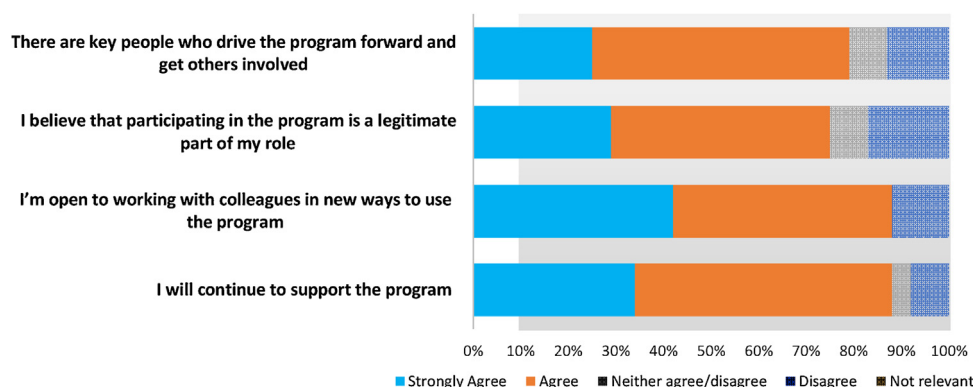 There are key people who drive the program forward and
get others involved
I believe that participating in the program is a legitimate
part of my role
I’m open to working with colleagues in new ways to use
the program
I will continue to support the program
0% 10% 20% 30% 40% 50% 60% 70% 80% 90% 100%
Strongly Agree Agree Neither agree/disagree Disagree Not relevant